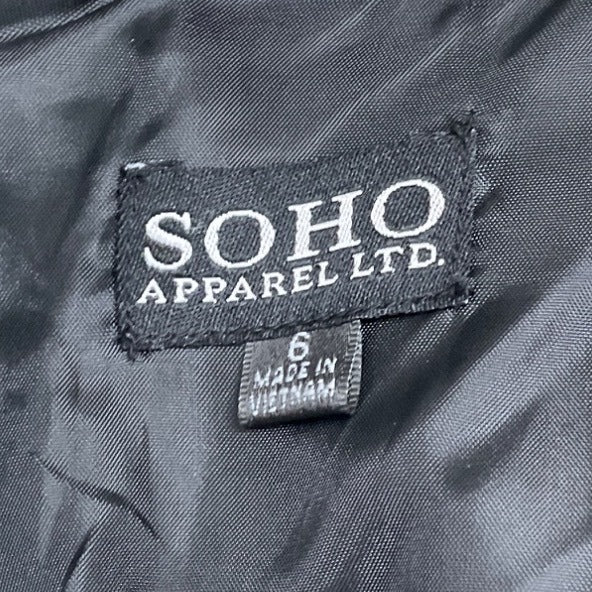 SOHO
APPAREL LTD.
6
MADE IN
VIETNAM